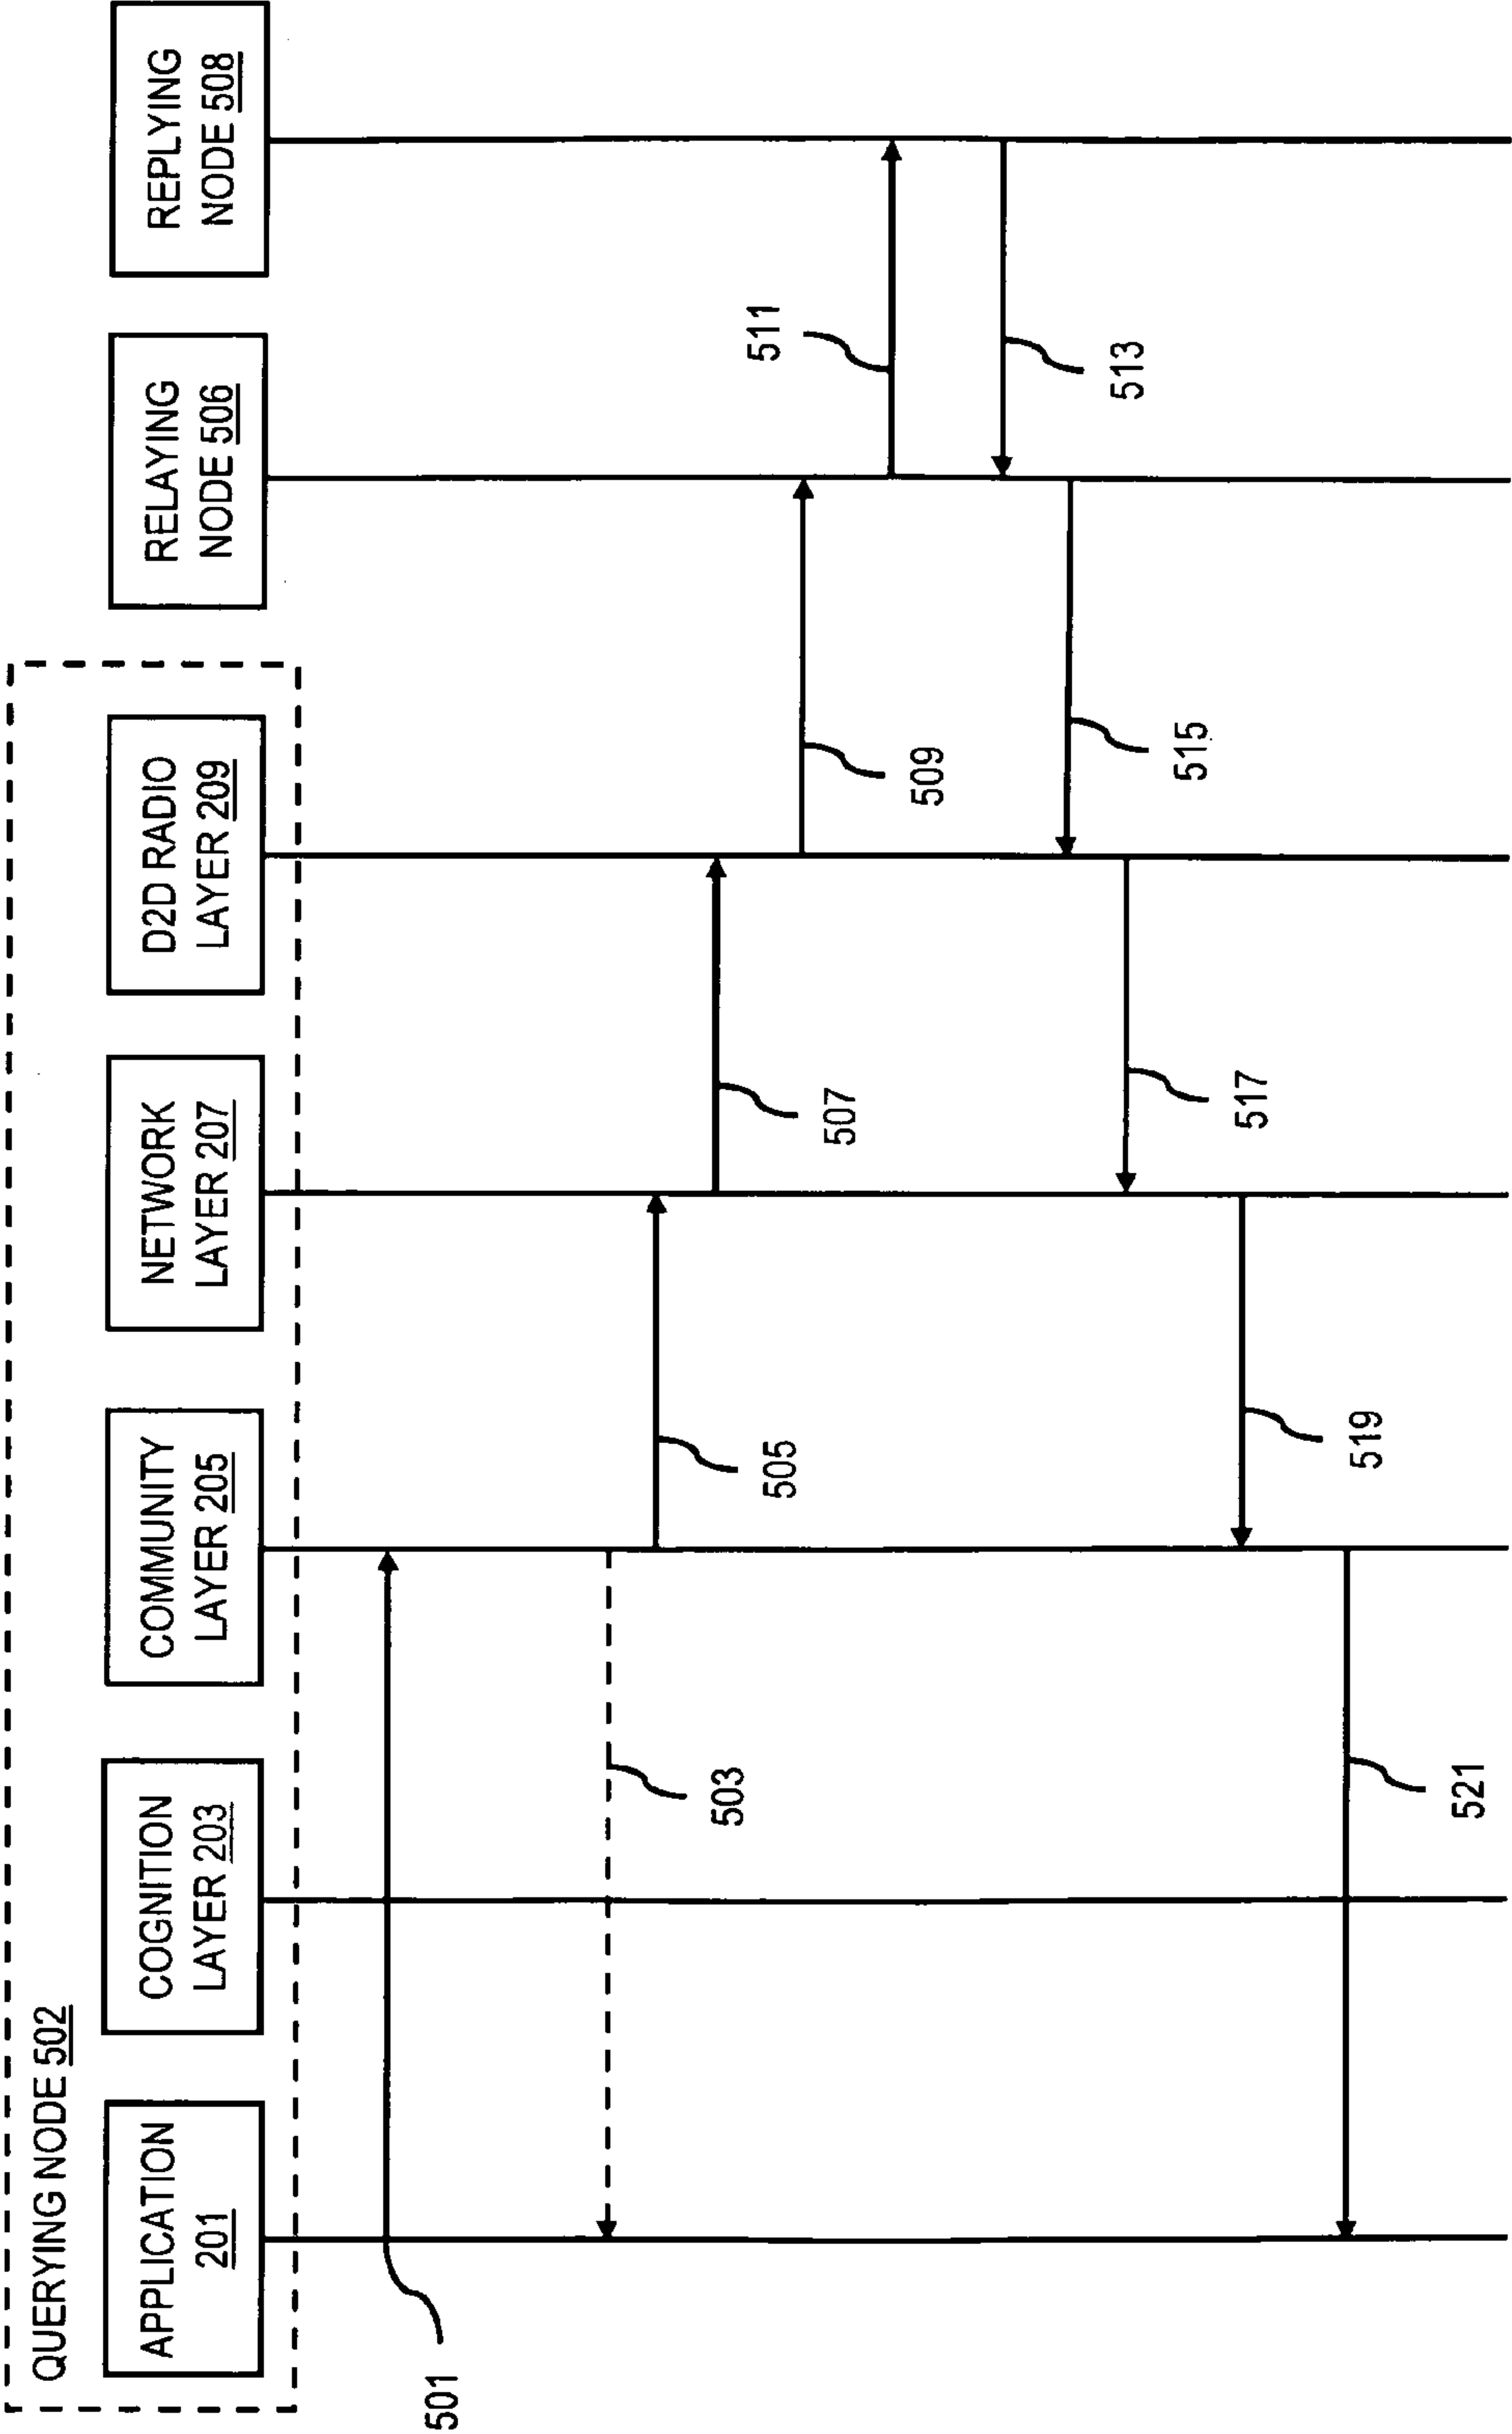 QUERYING NODE 502
APPLICATION
201
COGNITION
LAYER 203
COMMUNITY
LAYER 205
NETWORK
LAYER 207
D2D RADIO
LAYER 209
RELAYING
NODE 506
REPLYING
NODE 508
501
503
505
507
509
511
513
515
517
519
521